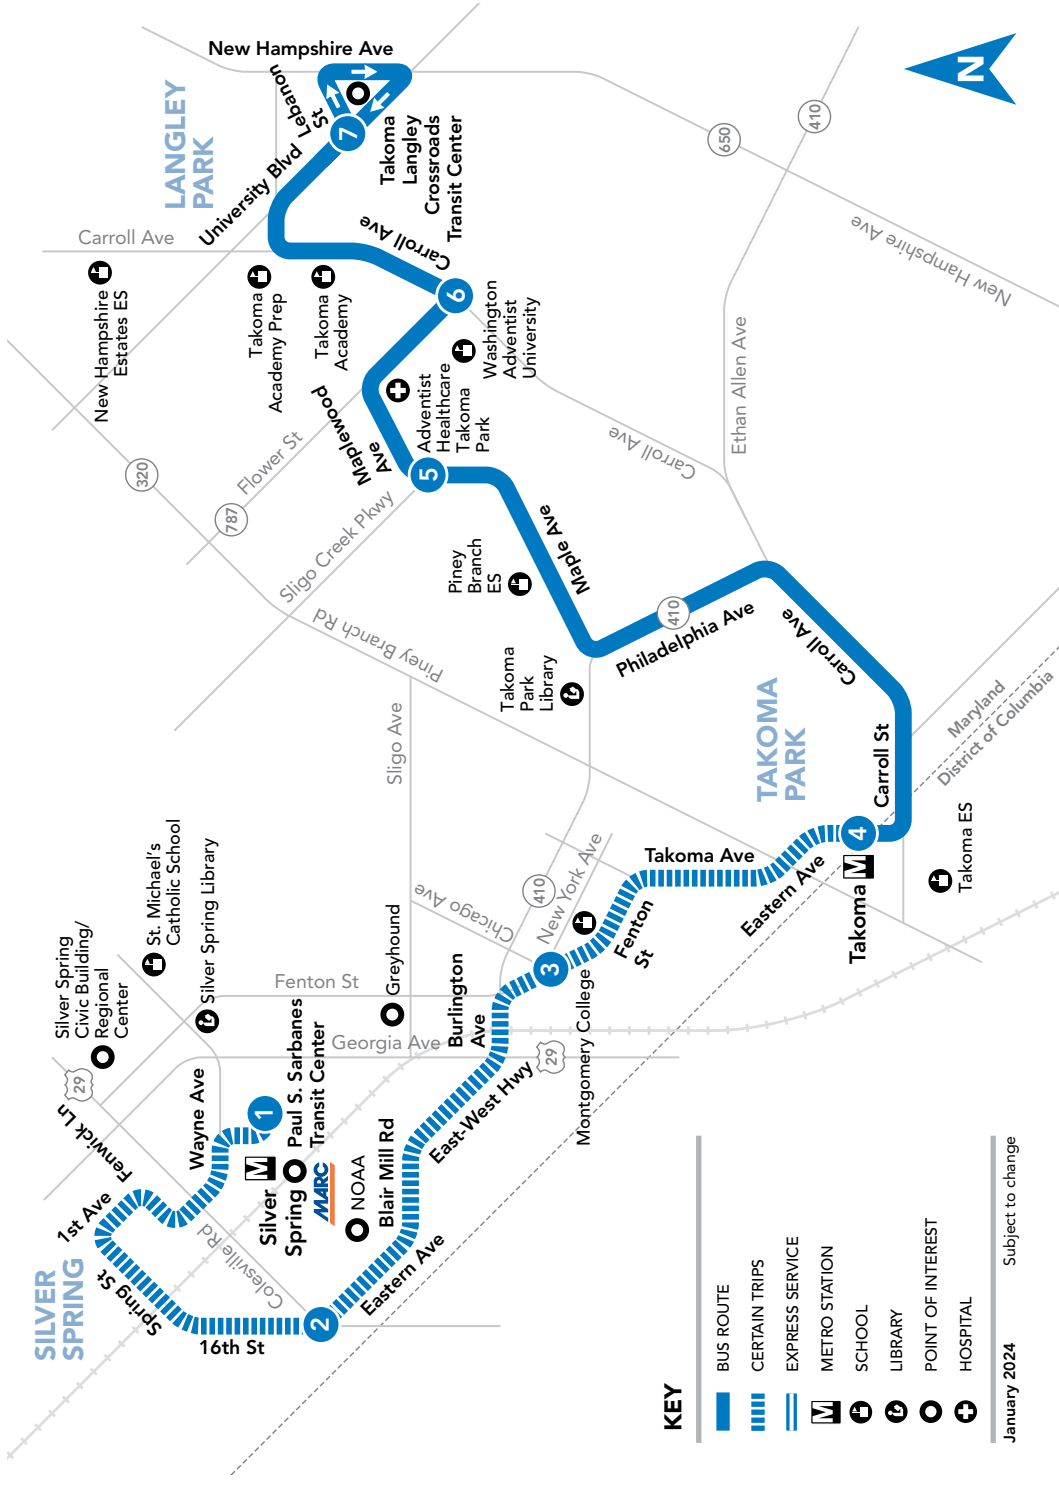 New Hampshire Ave
LANGLEY
PARK
Lebanon
St
7
Takoma
Langley
Crossroads
Transit Center
University Blvd
Carroll Ave
Carroll Ave
New Hampshire
Estates ES
Takoma
Academy Prep
Takoma
Academy
6
Washington
Adventist
University
N
650
410
New Hampshire Ave
Ethan Allen Ave
Carroll Ave
320
787
Flower St
Sligo Creek Pkwy
Maplewood
Ave
Adventist
Healthcare
Takoma
Park
5
Maple Ave
Piney
Branch
ES
Piney Branch Rd
Takoma
Park
Library
410
Philadelphia Ave
Carroll Ave
TAKOMA
PARK
Maryland
District of Columbia
Carroll St
4
M
Takoma
Takoma ES
Eastern Ave
Takoma Ave
Sligo Ave
Chicago Ave
410
New York Ave
Fenton
St
3
Montgomery College
Burlington
Ave
Greyhound
Fenton St
Georgia Ave
29
East-West Hwy
St. Michael's
Catholic School
Silver Spring Library
Silver Spring
Civic Building/
Regional
Center
29
Fenwick Ln
Wayne Ave
1
Paul S. Sarbanes
Transit Center
M
Silver
Spring
MARC
NOAA
Blair Mill Rd
Eastern Ave
1st Ave
Colesville Rd
SILVER
SPRING
Spring St
16th St
2
KEY
BUS ROUTE
CERTAIN TRIPS
EXPRESS SERVICE
M
METRO STATION
SCHOOL
LIBRARY
POINT OF INTEREST
HOSPITAL
January 2024
Subject to change